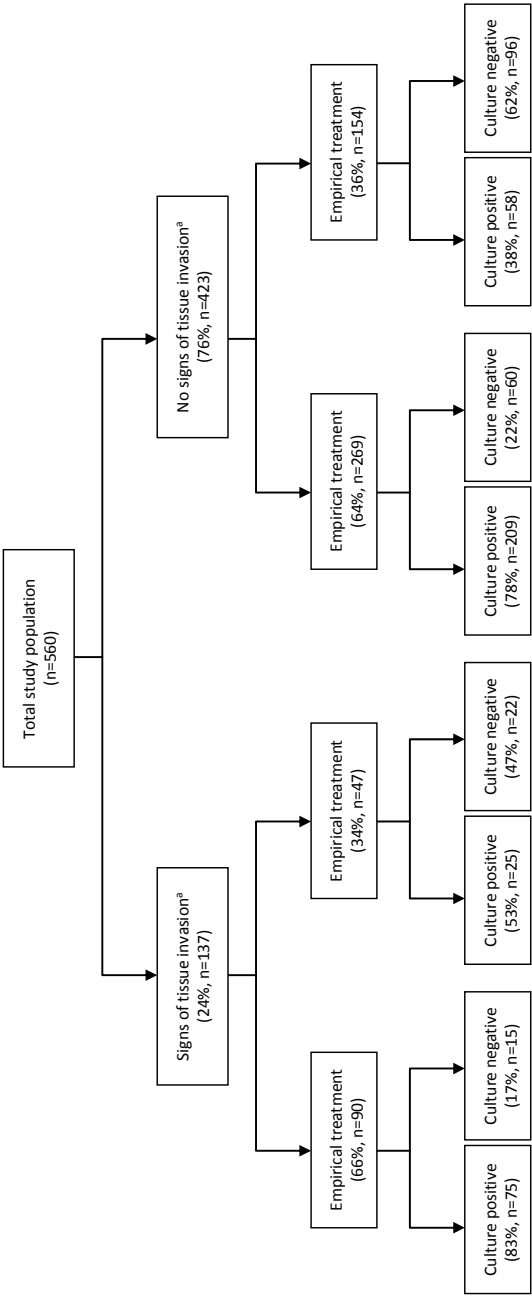 Total study population
(n=560)
Signs of tissue invasionᵃ
(24%, n=137)
No signs of tissue invasionᵃ
(76%, n=423)
Empirical treatment
(66%, n=90)
Empirical treatment
(34%, n=47)
Empirical treatment
(64%, n=269)
Empirical treatment
(36%, n=154)
Culture positive
(83%, n=75)
Culture negative
(17%, n=15)
Culture positive
(53%, n=25)
Culture negative
(47%, n=22)
Culture positive
(78%, n=209)
Culture negative
(22%, n=60)
Culture positive
(38%, n=58)
Culture negative
(62%, n=96)